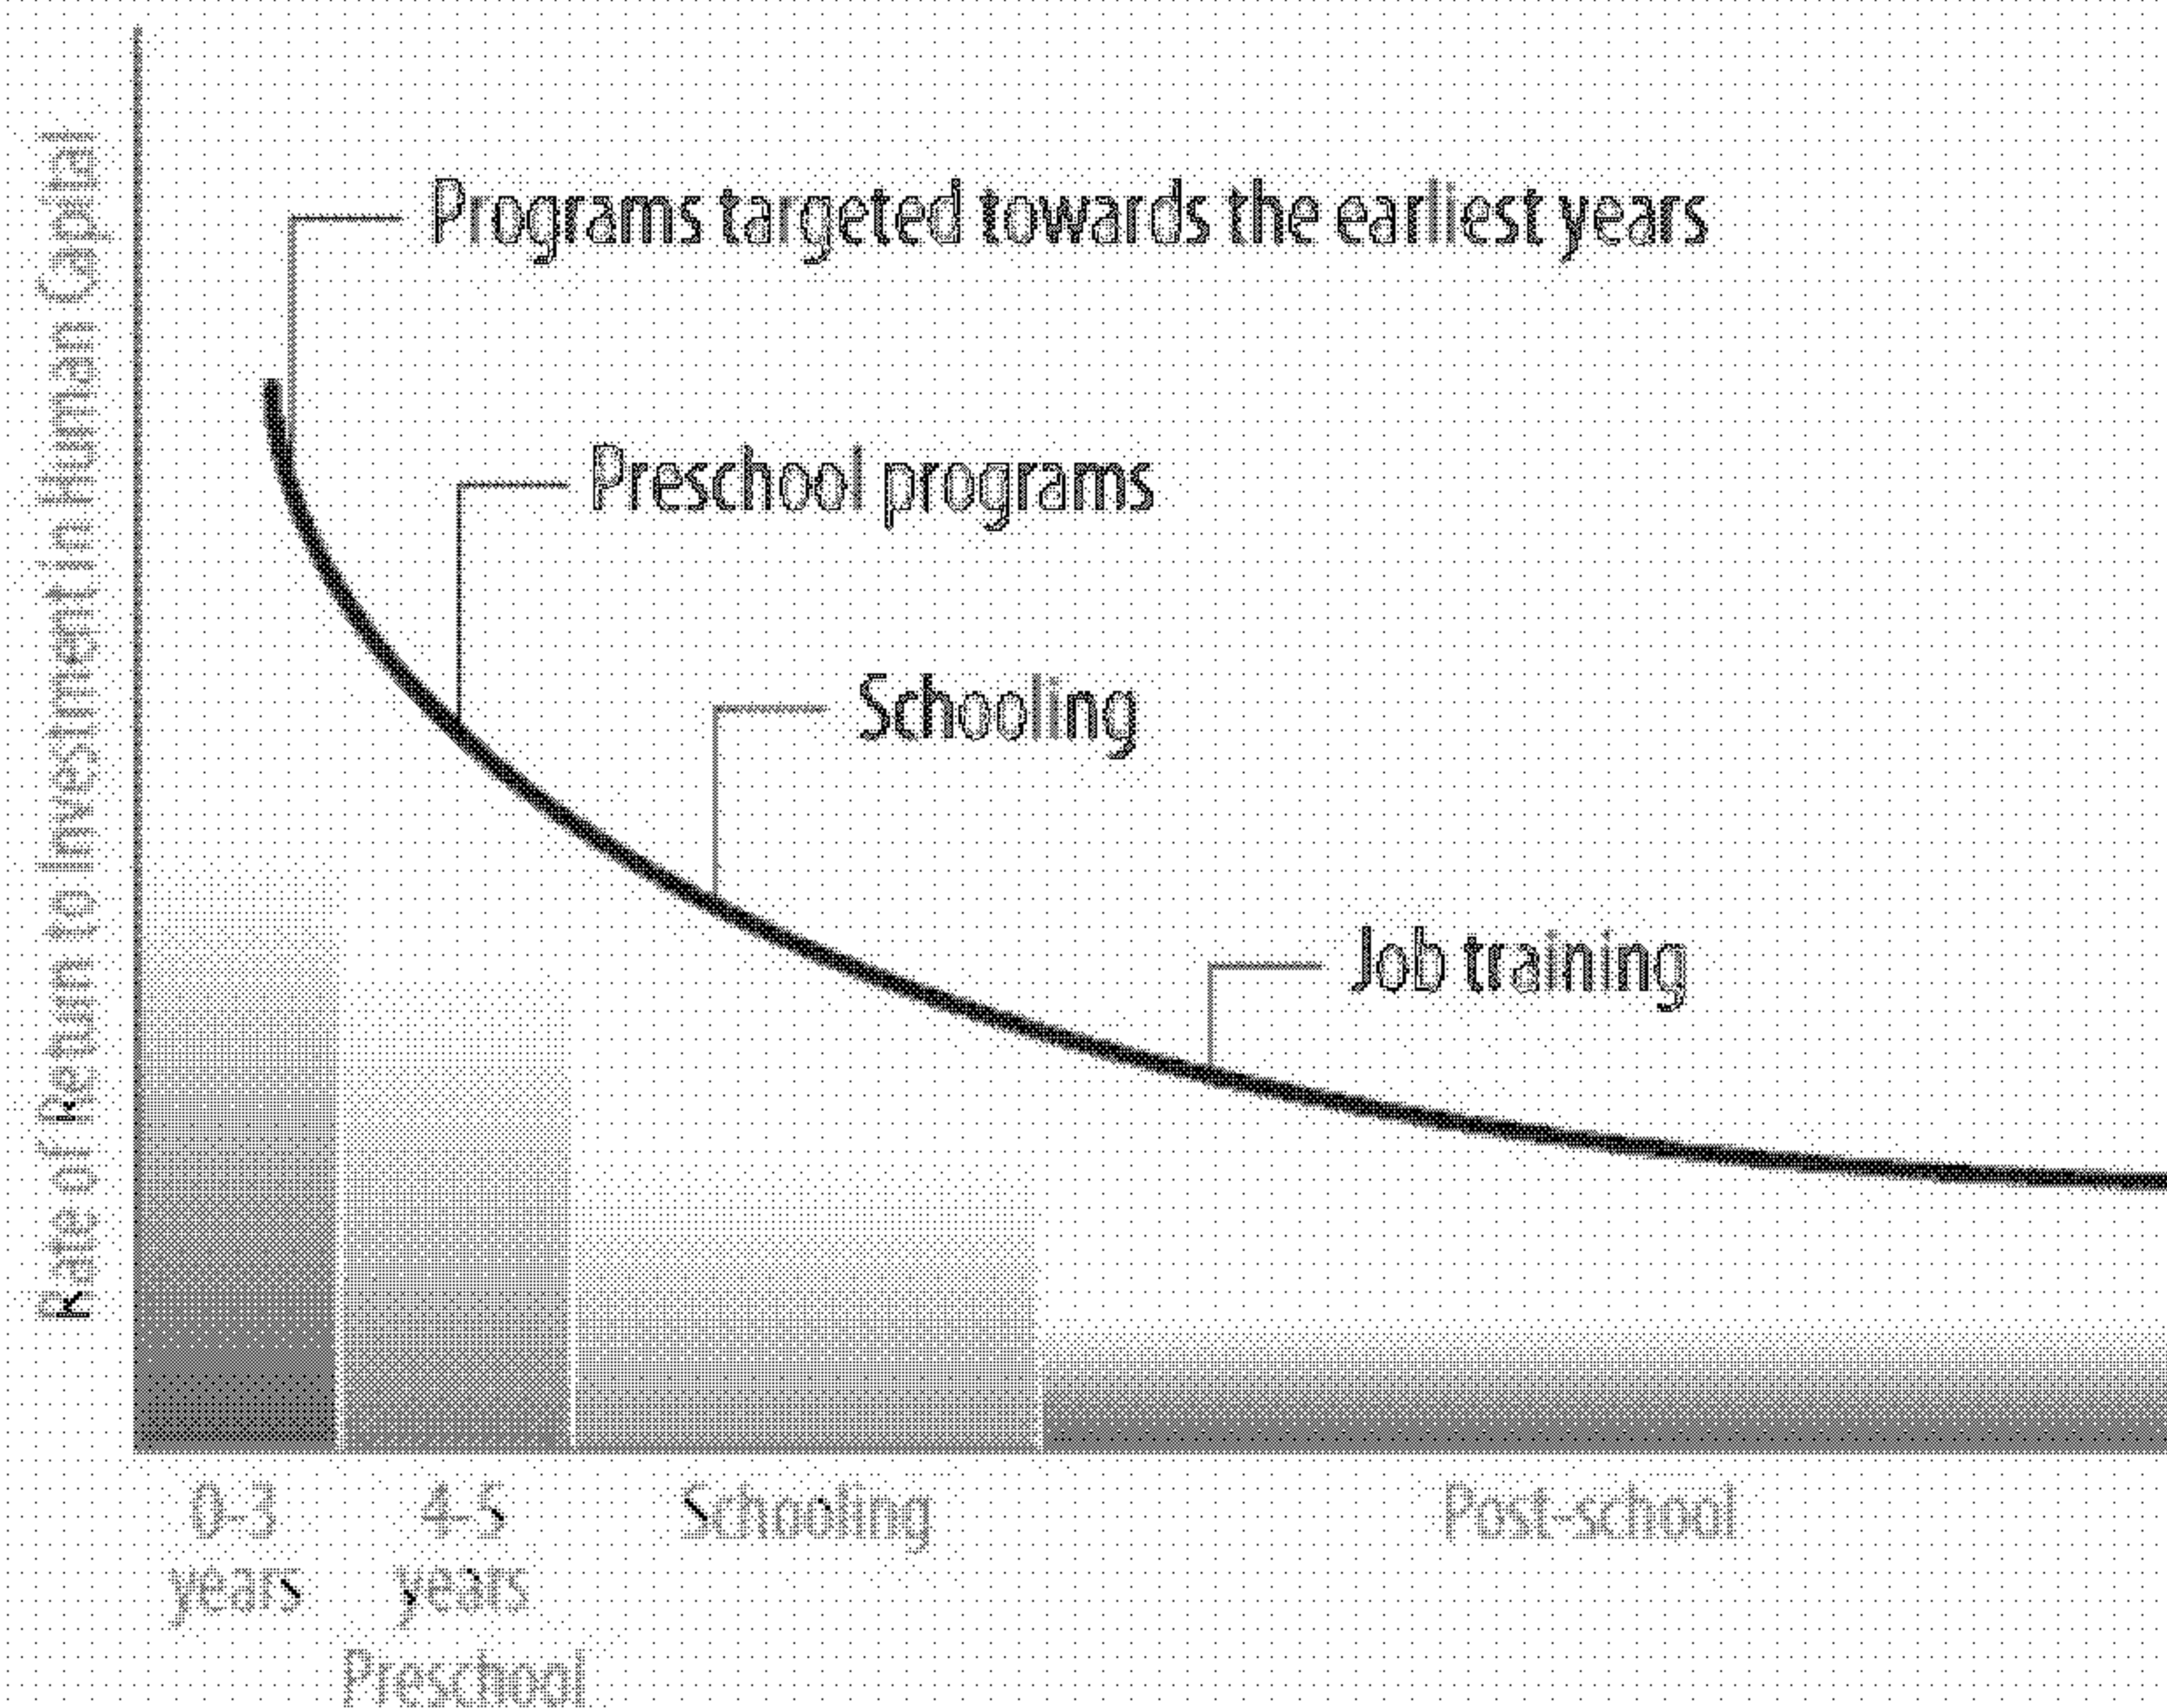 Rate of Return to Investment in Human Capital
Programs targeted towards the earliest years
Preschool programs
Schooling
Job training
0-3
years
4-5
years
Preschool
Schooling
Post-school